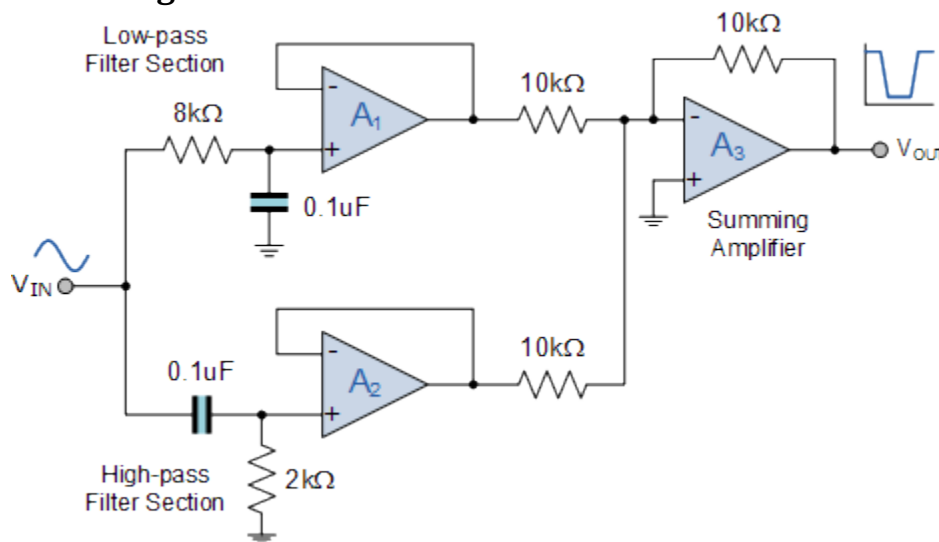 Low-pass
Filter Section
8kΩ
0.1uF
-
+
A1
10kΩ
10kΩ
-
+
A3
VOUT
Summing
Amplifier
VIN
0.1uF
-
+
A2
10kΩ
2kΩ
High-pass
Filter Section